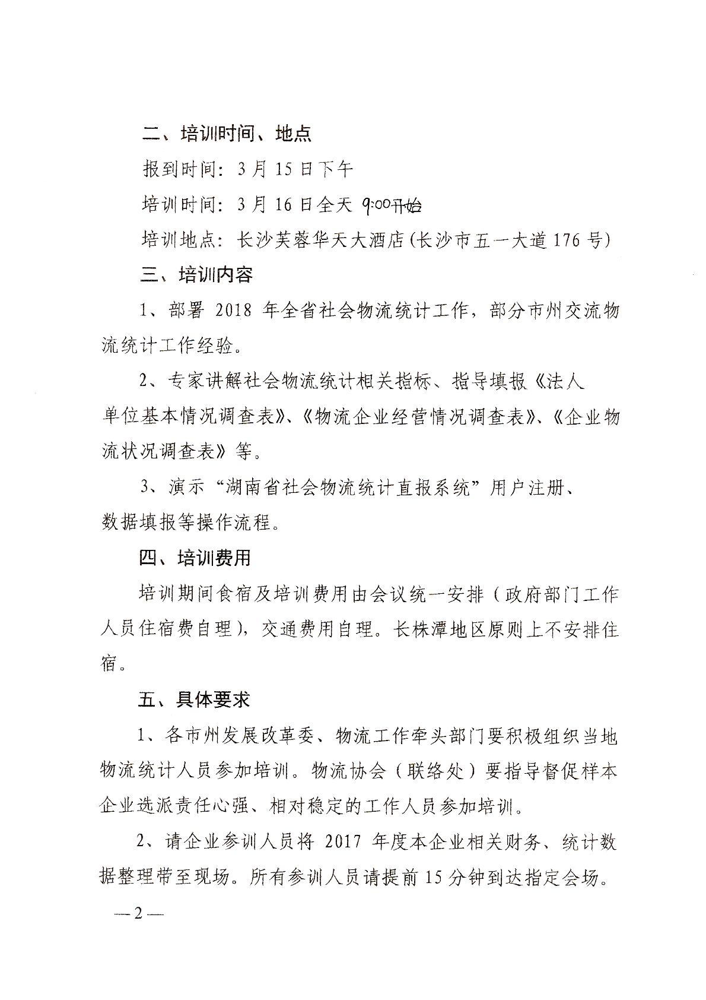 二、培训时间、地点
报到时间：3月15日下午
培训时间：3月16日全天 9:00开始
培训地点：长沙芙蓉华天大酒店(长沙市五一大道176号)
三、培训内容
1、部署 2018 年全省社会物流统计工作，部分市州交流物
流统计工作经验。
2、专家讲解社会物流统计相关指标、指导填报《法人
单位基本情况调查表》、《物流企业经营情况调查表》、《企业物
流状况调查表》等。
3、演示“湖南省社会物流统计直报系统”用户注册、
数据填报等操作流程。
四、培训费用
培训期间食宿及培训费用由会议统一安排（政府部门工作
人员住宿费自理），交通费用自理。长株潭地区原则上不安排住
宿。
五、具体要求
1、各市州发展改革委、物流工作牵头部门要积极组织当地
物流统计人员参加培训。物流协会（联络处）要指导督促样本
企业选派责任心强、相对稳定的工作人员参加培训。
2、请企业参训人员将 2017 年度本企业相关财务、统计数
据整理带至现场。所有参训人员请提前15分钟到达指定会场。
— 2 —